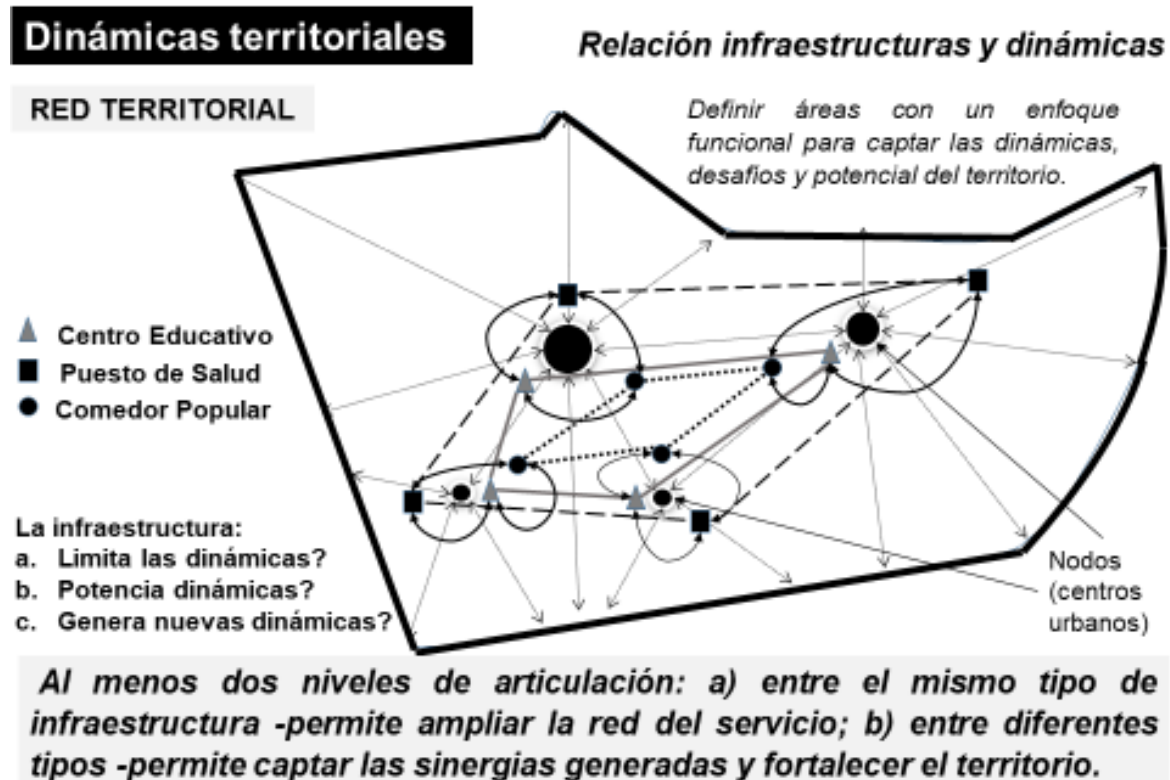 Dinámicas territoriales
Relación infraestructuras y dinámicas
RED TERRITORIAL
Definir áreas con un enfoque
funcional para captar las dinámicas,
desafíos y potencial del territorio.
Centro Educativo
Puesto de Salud
Comedor Popular
La infraestructura:
a. Limita las dinámicas?
b. Potencia dinámicas?
c. Genera nuevas dinámicas?
Nodos
(centros
urbanos)
Al menos dos niveles de articulación: a) entre el mismo tipo de
infraestructura -permite ampliar la red del servicio; b) entre diferentes
tipos -permite captar las sinergias generadas y fortalecer el territorio.